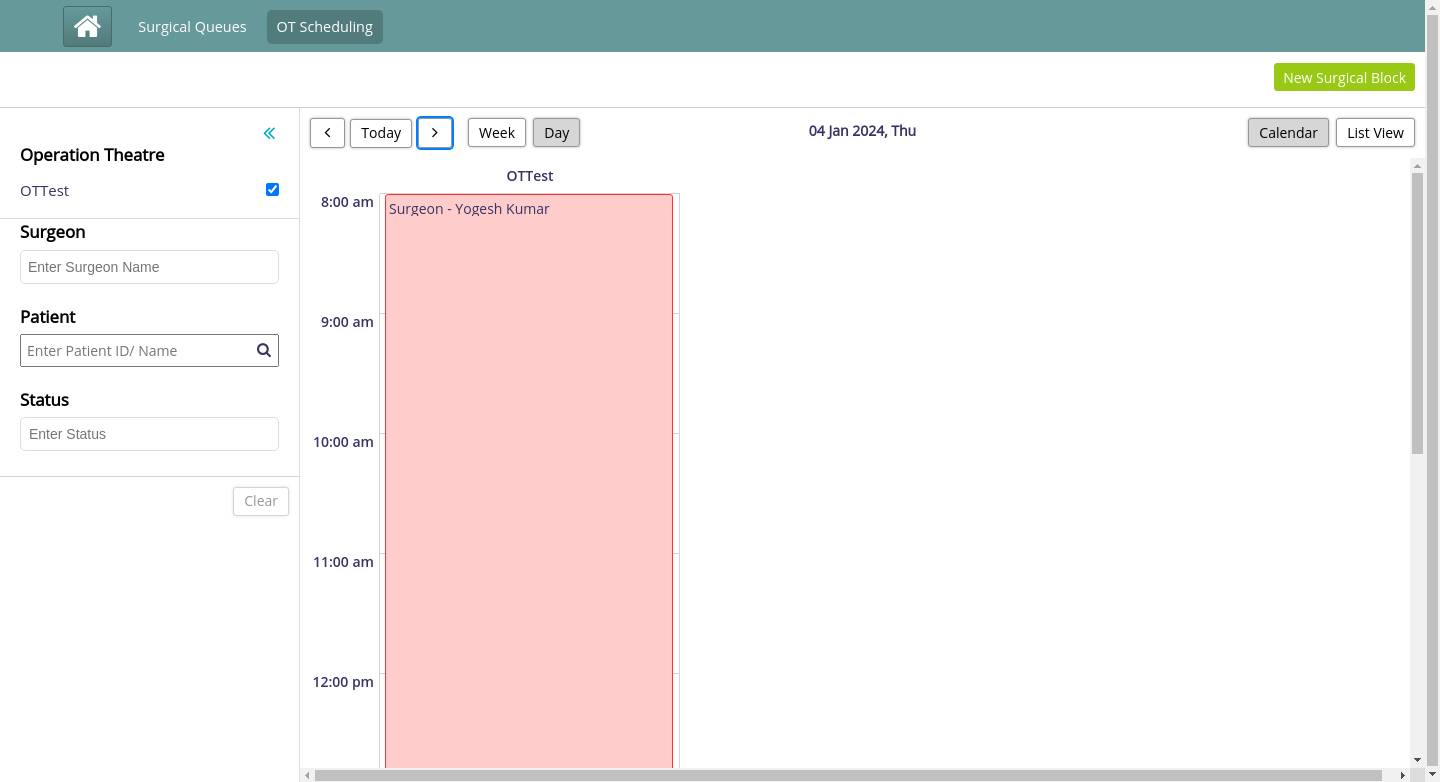 Surgical Queues
OT Scheduling
New Surgical Block
Operation Theatre
OTTest
Surgeon
Enter Surgeon Name
Patient
Enter Patient ID/ Name
Status
Enter Status
Clear
Today
Week
Day
04 Jan 2024, Thu
Calendar
List View
OTTest
8:00 am
Surgeon - Yogesh Kumar
9:00 am
10:00 am
11:00 am
12:00 pm